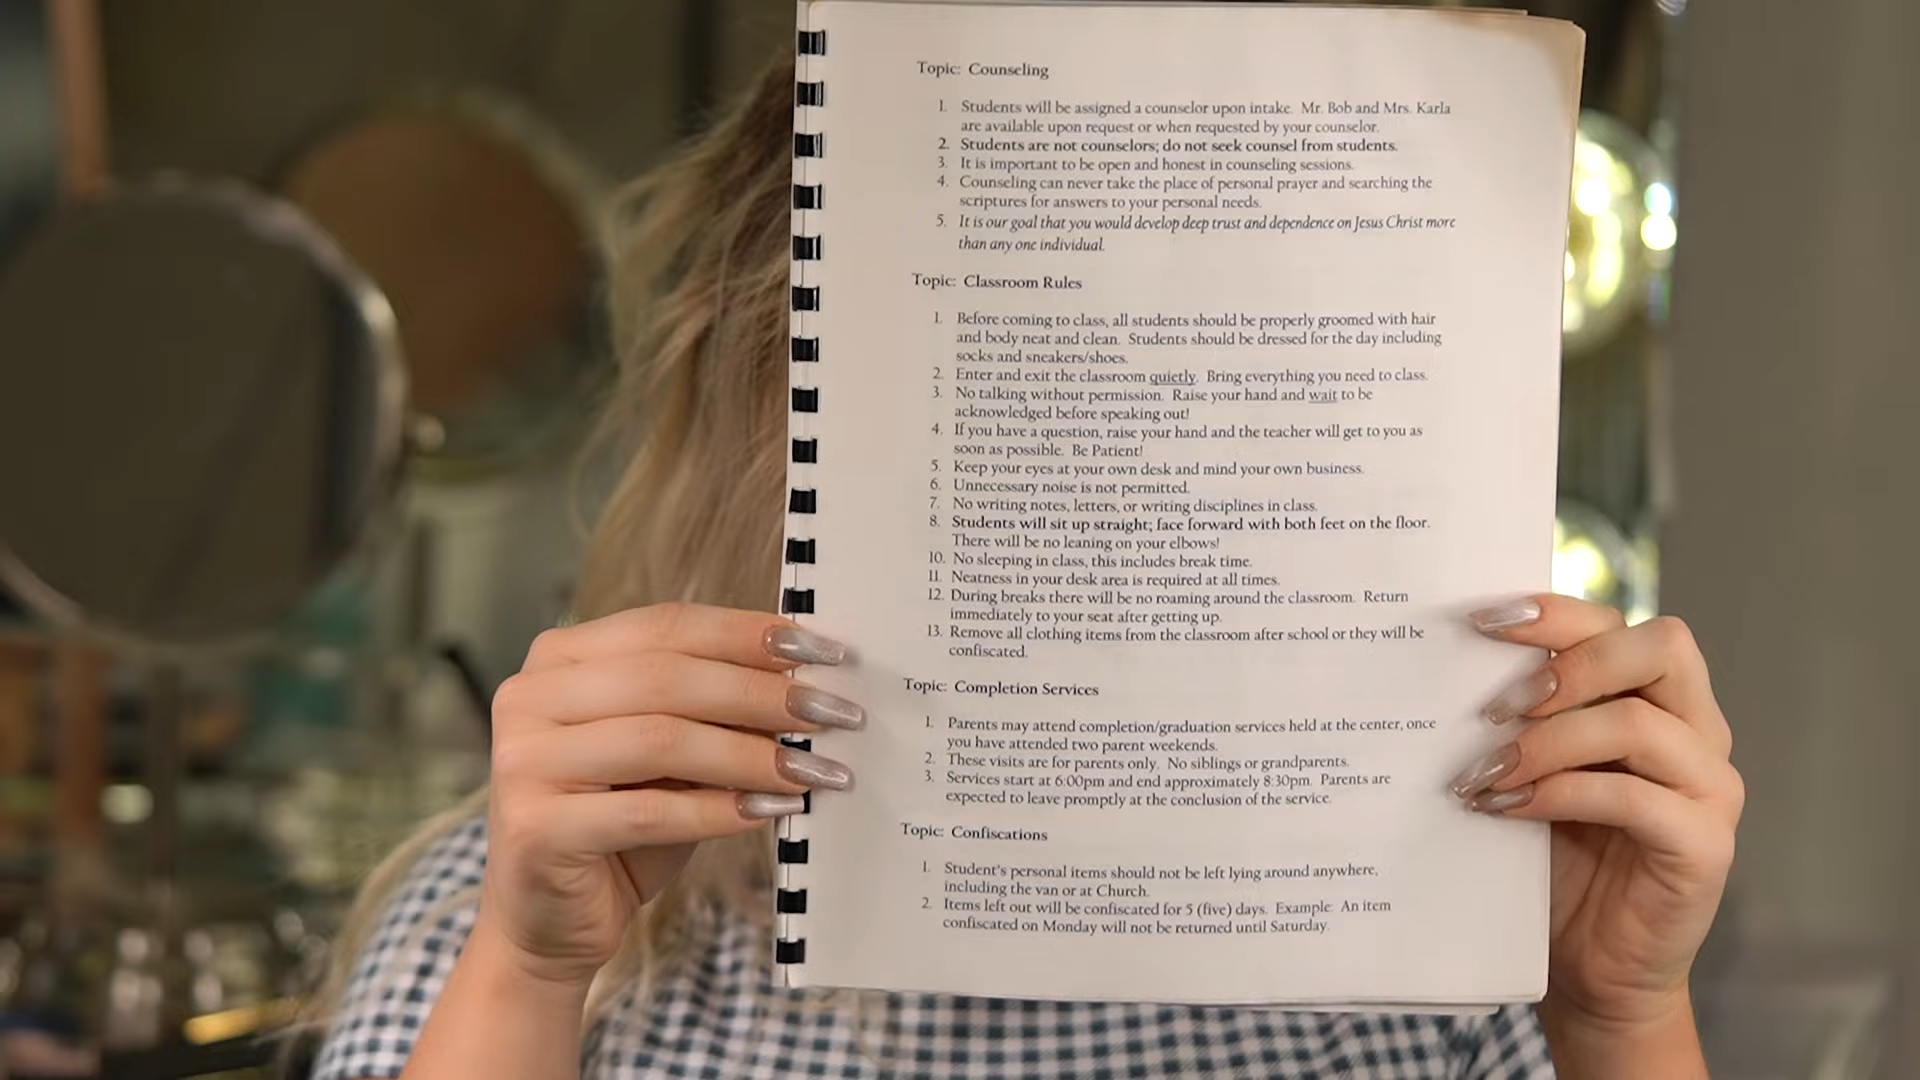 Topic: Counseling
1. Students will be assigned a counselor upon intake. Mr. Bob and Mrs. Karla
are available upon request or when requested by your counselor.
2. Students are not counselors; do not seek counsel from students.
3. It is important to be open and honest in counseling sessions.
4. Counseling can never take the place of personal prayer and searching the
scriptures for answers to your personal needs.
5. It is our goal that you would develop deep trust and dependence on Jesus Christ more
than any one individual.
Topic: Classroom Rules
1. Before coming to class, all students should be properly groomed with hair
and body neat and clean. Students should be dressed for the day including
socks and sneakers/shoes.
2. Enter and exit the classroom quietly. Bring everything you need to class.
3. No talking without permission. Raise your hand and wait to be
acknowledged before speaking out!
4. If you have a question, raise your hand and the teacher will get to you as
soon as possible. Be Patient!
5. Keep your eyes at your own desk and mind your own business.
6. Unnecessary noise is not permitted.
7. No writing notes, letters, or writing disciplines in class.
8. Students will sit up straight; face forward with both feet on the floor.
There will be no leaning on your elbows!
10. No sleeping in class, this includes break time.
11. Neatness in your desk area is required at all times.
12. During breaks there will be no roaming around the classroom. Return
immediately to your seat after getting up.
13. Remove all clothing items from the classroom after school or they will be
confiscated.
Topic: Completion Services
1. Parents may attend completion/graduation services held at the center, once
you have attended two parent weekends.
2. These visits are for parents only. No siblings or grandparents.
3. Services start at 6:00pm and end approximately 8:30pm. Parents are
expected to leave promptly at the conclusion of the service.
Topic: Confiscations
1. Student's personal items should not be left lying around anywhere,
including the van or at Church.
2. Items left out will be confiscated for 5 (five) days. Example: An item
confiscated on Monday will not be returned until Saturday.